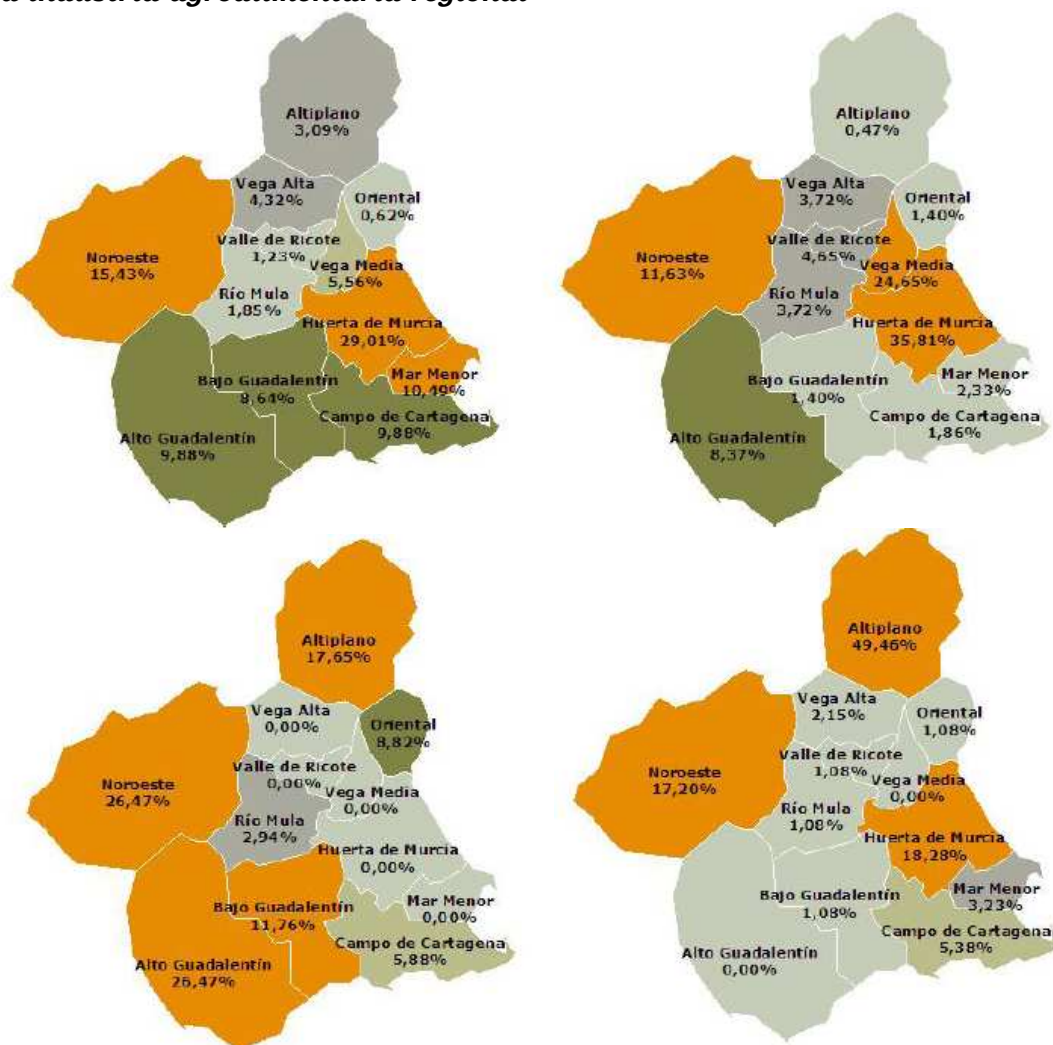 a industria agroalimentaria regional
Altiplano
3,09%
Vega Alta
4,32%
Oriental
0,62%
Noroeste
15,43%
Valle de Ricote
1,23%
Vega Media
5,56%
Río Mula
1,85%
Huerta de Murcia
29,01%
Mar Menor
10,49%
Bajo Guadalentín
8,64%
Campo de Cartagena
9,88%
Alto Guadalentín
9,88%
Altiplano
0,47%
Vega Alta
3,72%
Oriental
1,40%
Noroeste
11,63%
Valle de Ricote
4,65%
Vega Media
24,65%
Río Mula
3,72%
Huerta de Murcia
35,81%
Mar Menor
2,33%
Bajo Guadalentín
1,40%
Campo de Cartagena
1,86%
Alto Guadalentín
8,37%
Altiplano
17,65%
Vega Alta
0,00%
Oriental
8,82%
Noroeste
26,47%
Valle de Ricote
0,00%
Vega Media
0,00%
Río Mula
2,94%
Huerta de Murcia
0,00%
Mar Menor
0,00%
Bajo Guadalentín
11,76%
Campo de Cartagena
5,88%
Alto Guadalentín
26,47%
Altiplano
49,46%
Vega Alta
2,15%
Oriental
1,08%
Noroeste
17,20%
Valle de Ricote
1,08%
Vega Media
0,00%
Río Mula
1,08%
Huerta de Murcia
18,28%
Mar Menor
3,23%
Bajo Guadalentín
1,08%
Campo de Cartagena
5,38%
Alto Guadalentín
0,00%